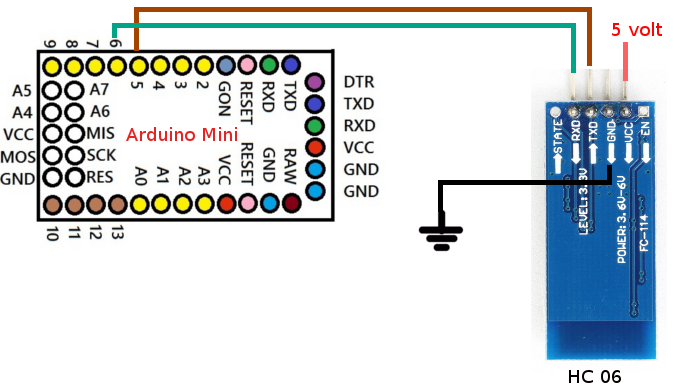 5 volt
9 8 7 6 5 4 3 2 GON RESET RXD TXD
A5 A7
A4 A6
VCC MIS
MOS SCK
GND RES
Arduino Mini
DTR
TXD
RXD
VCC
GND
GND
A0 A1 A2 A3 VCC RESET GND RAW
10 11 12 13
STATE RXD TXD GND VCC EN
LEVEL:3.3V
POWER:3.6V-6V
FC-114
HC 06